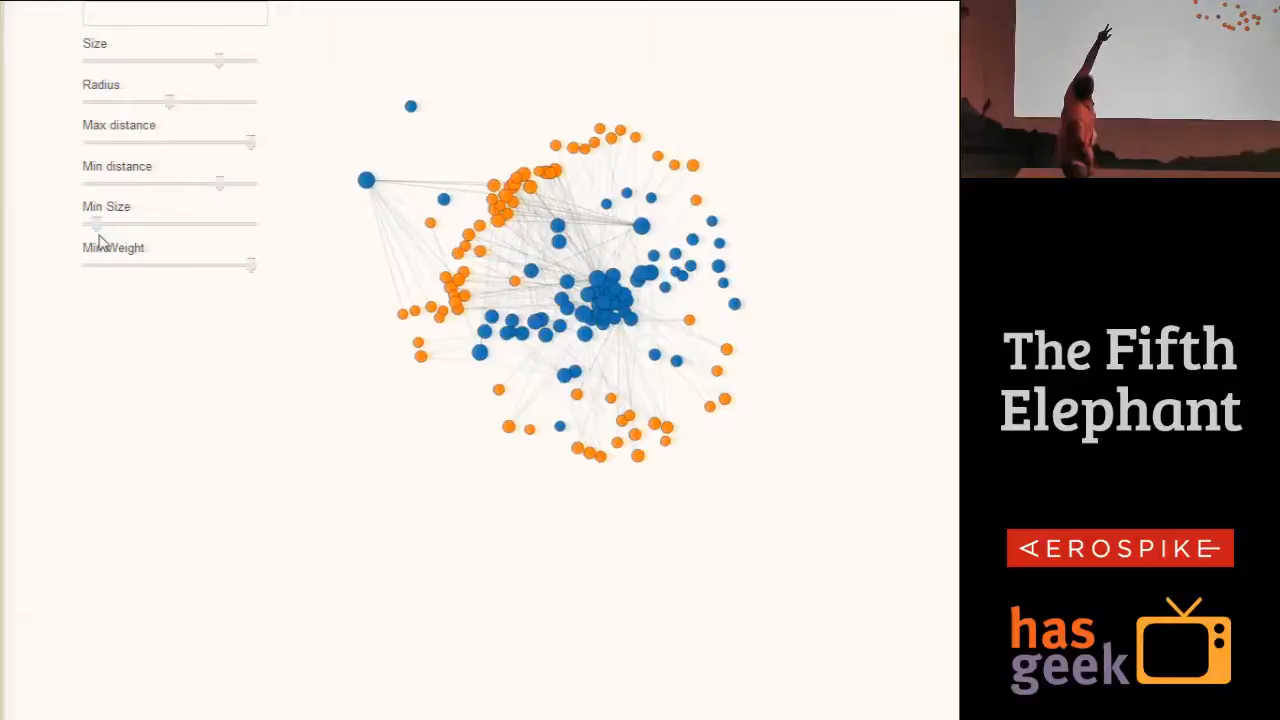 Size
Radius
Max distance
Min distance
Min Size
Min Weight
The Fifth
Elephant
AEROSPIKE
has
geek